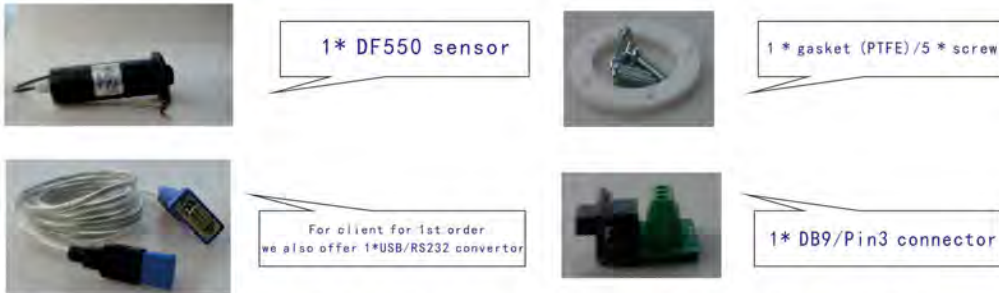 1* DF550 sensor
1 * gasket (PTFE)/5 * screw
For client for 1st order
we also offer 1*USB/RS232 convertor
1* DB9/Pin3 connector